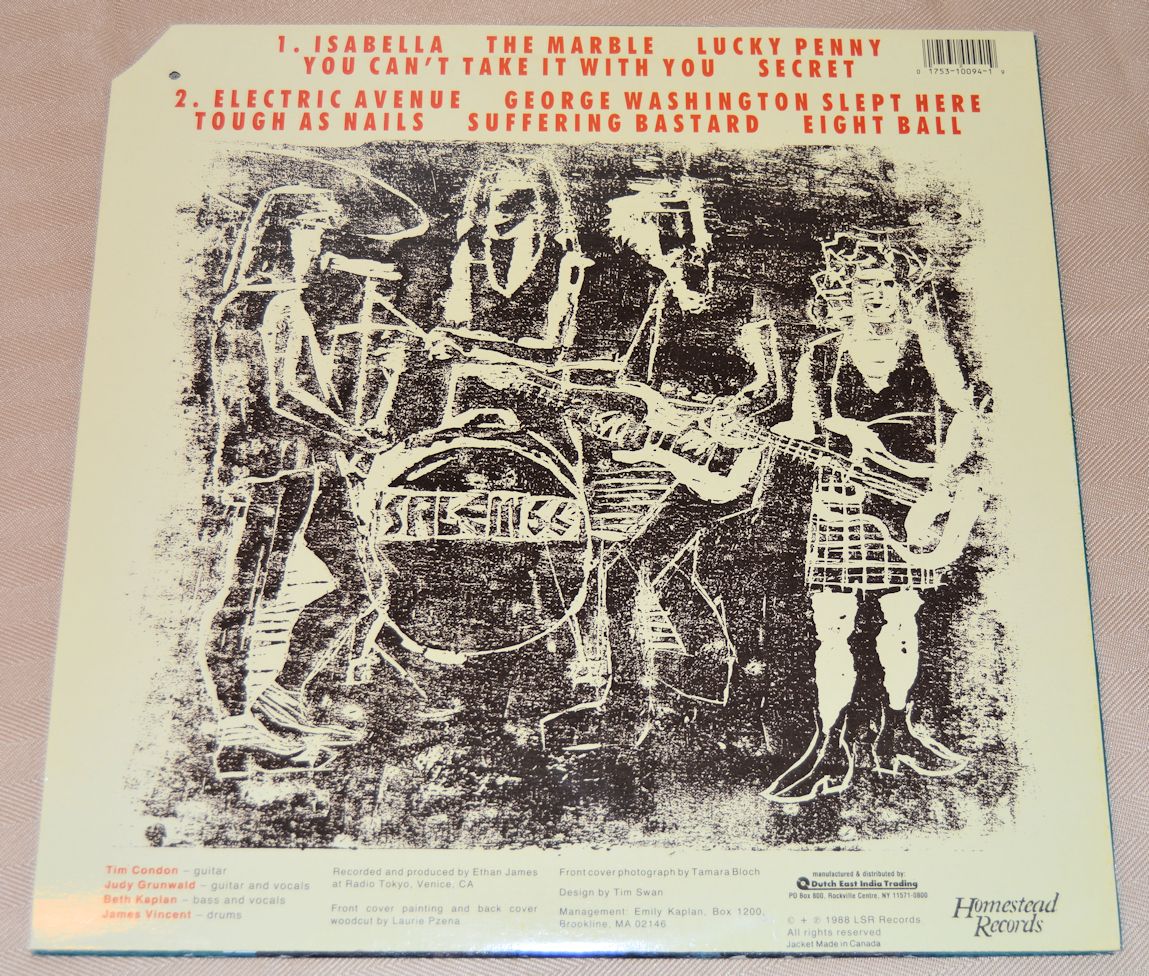 1. ISABELLA THE MARBLE LUCKY PENNY
YOU CAN'T TAKE IT WITH YOU SECRET
2. ELECTRIC AVENUE GEORGE WASHINGTON SLEPT HERE
TOUGH AS NAILS SUFFERING BASTARD EIGHT BALL
0 1753-10094-1 9
Tim Condon – guitar
Judy Grunwald – guitar and vocals
Beth Kaplan – bass and vocals
James Vincent – drums
Recorded and produced by Ethan James
at Radio Tokyo, Venice, CA
Front cover painting and back cover
woodcut by Laurie Pzena.
Front cover photograph by Tamara Bloch
Design by Tim Swan
Management: Emily Kaplan, Box 1200,
Brookline, MA 02146
manufactured & distributed by:
Dutch East India Trading
PO Box 800, Rockville Centre, NY 11571-0800
© + ℗ 1988 LSR Records
All rights reserved
Jacket Made in Canada
Homestead
Records